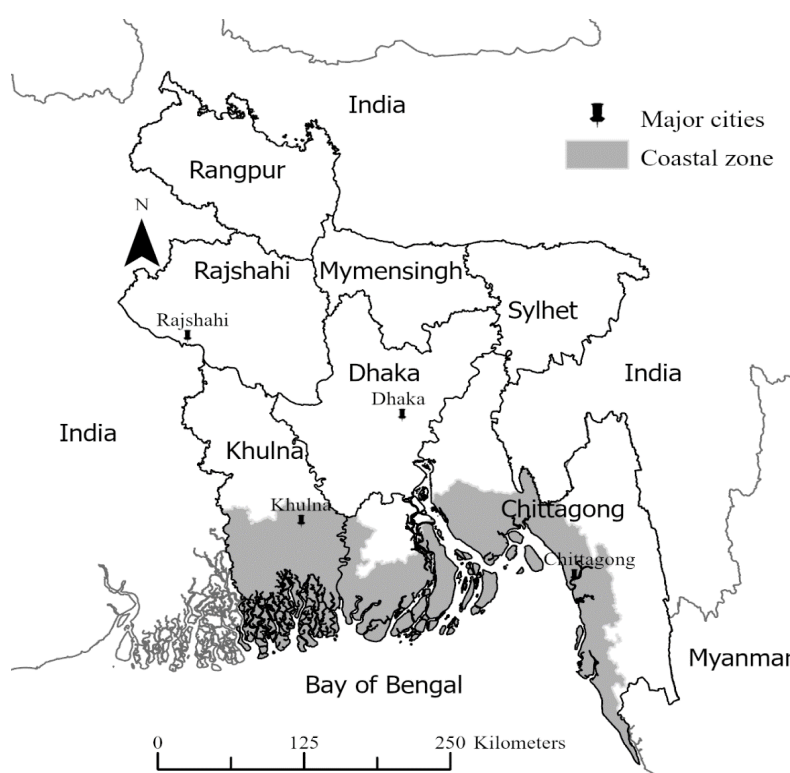 India
Major cities
Coastal zone
Rangpur
N
Rajshahi
Mymensingh
Sylhet
Rajshahi
Dhaka
India
Dhaka
India
Khulna
Khulna
Chittagong
Chittagong
Myanmar
Bay of Bengal
0 125 250 Kilometers